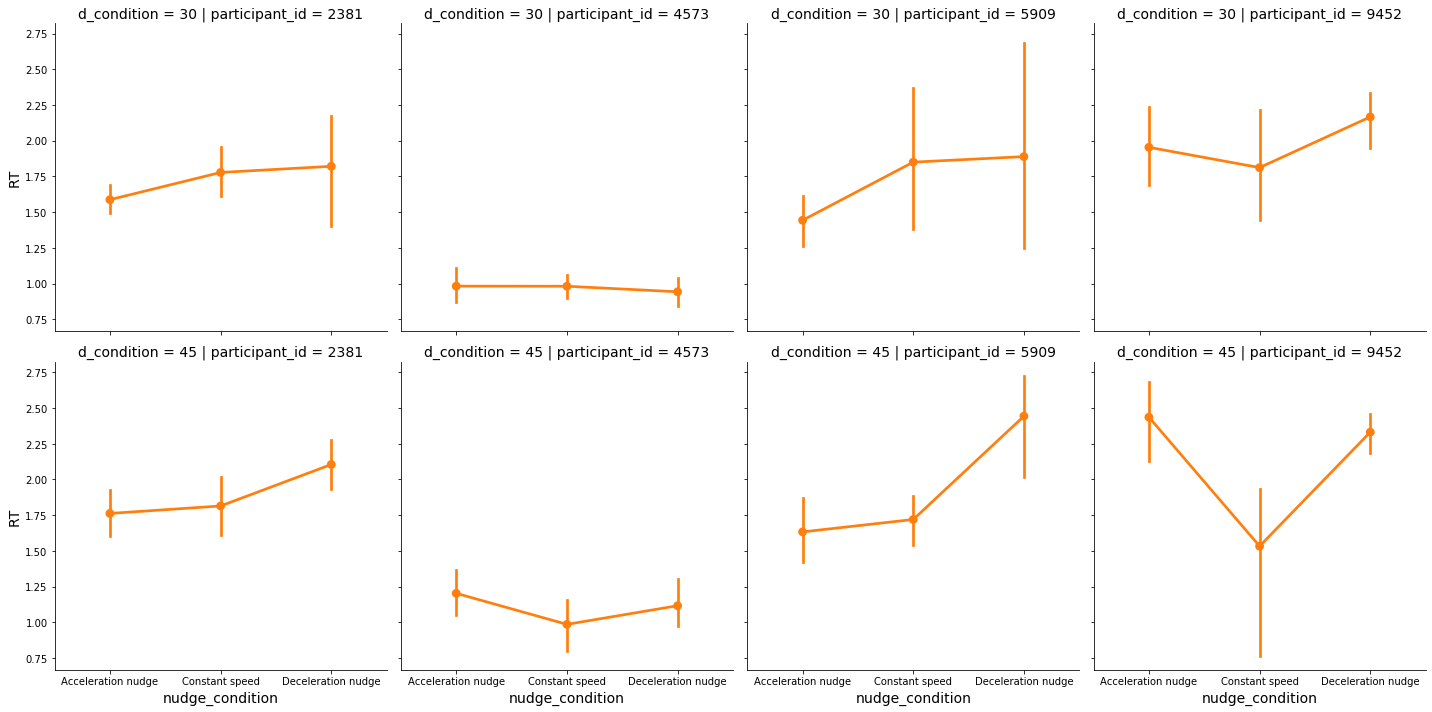 d_condition = 30 | participant_id = 2381
d_condition = 30 | participant_id = 4573
d_condition = 30 | participant_id = 5909
d_condition = 30 | participant_id = 9452
RT
2.75
2.50
2.25
2.00
1.75
1.50
1.25
1.00
0.75
d_condition = 45 | participant_id = 2381
d_condition = 45 | participant_id = 4573
d_condition = 45 | participant_id = 5909
d_condition = 45 | participant_id = 9452
RT
2.75
2.50
2.25
2.00
1.75
1.50
1.25
1.00
0.75
Acceleration nudge Constant speed Deceleration nudge
nudge_condition
Acceleration nudge Constant speed Deceleration nudge
nudge_condition
Acceleration nudge Constant speed Deceleration nudge
nudge_condition
Acceleration nudge Constant speed Deceleration nudge
nudge_condition